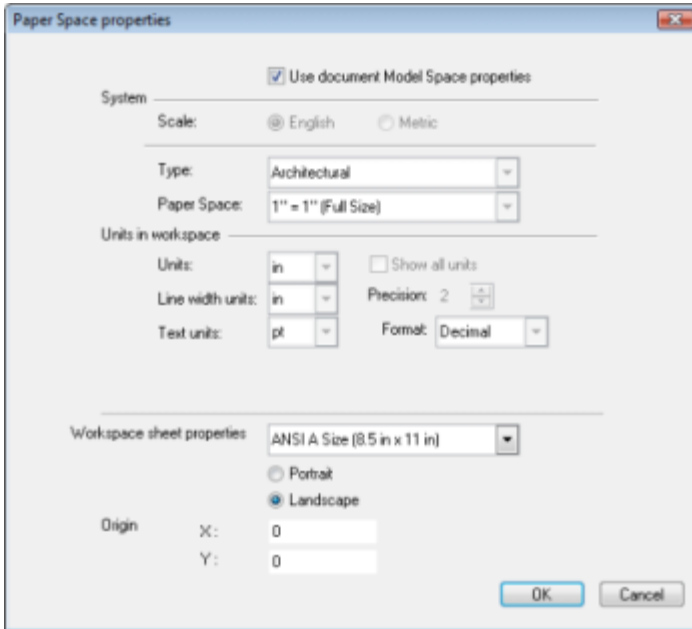 Paper Space properties
Use document Model Space properties
System
Scale: English Metric
Type: Architectural
Paper Space: 1" = 1" (Full Size)
Units in workspace
Units: in Show all units
Line width units: in Precision: 2
Text units: pt Format: Decimal
Workspace sheet properties ANSI A Size (8.5 in x 11 in)
Portrait
Landscape
Origin X: 0
Y: 0
OK Cancel